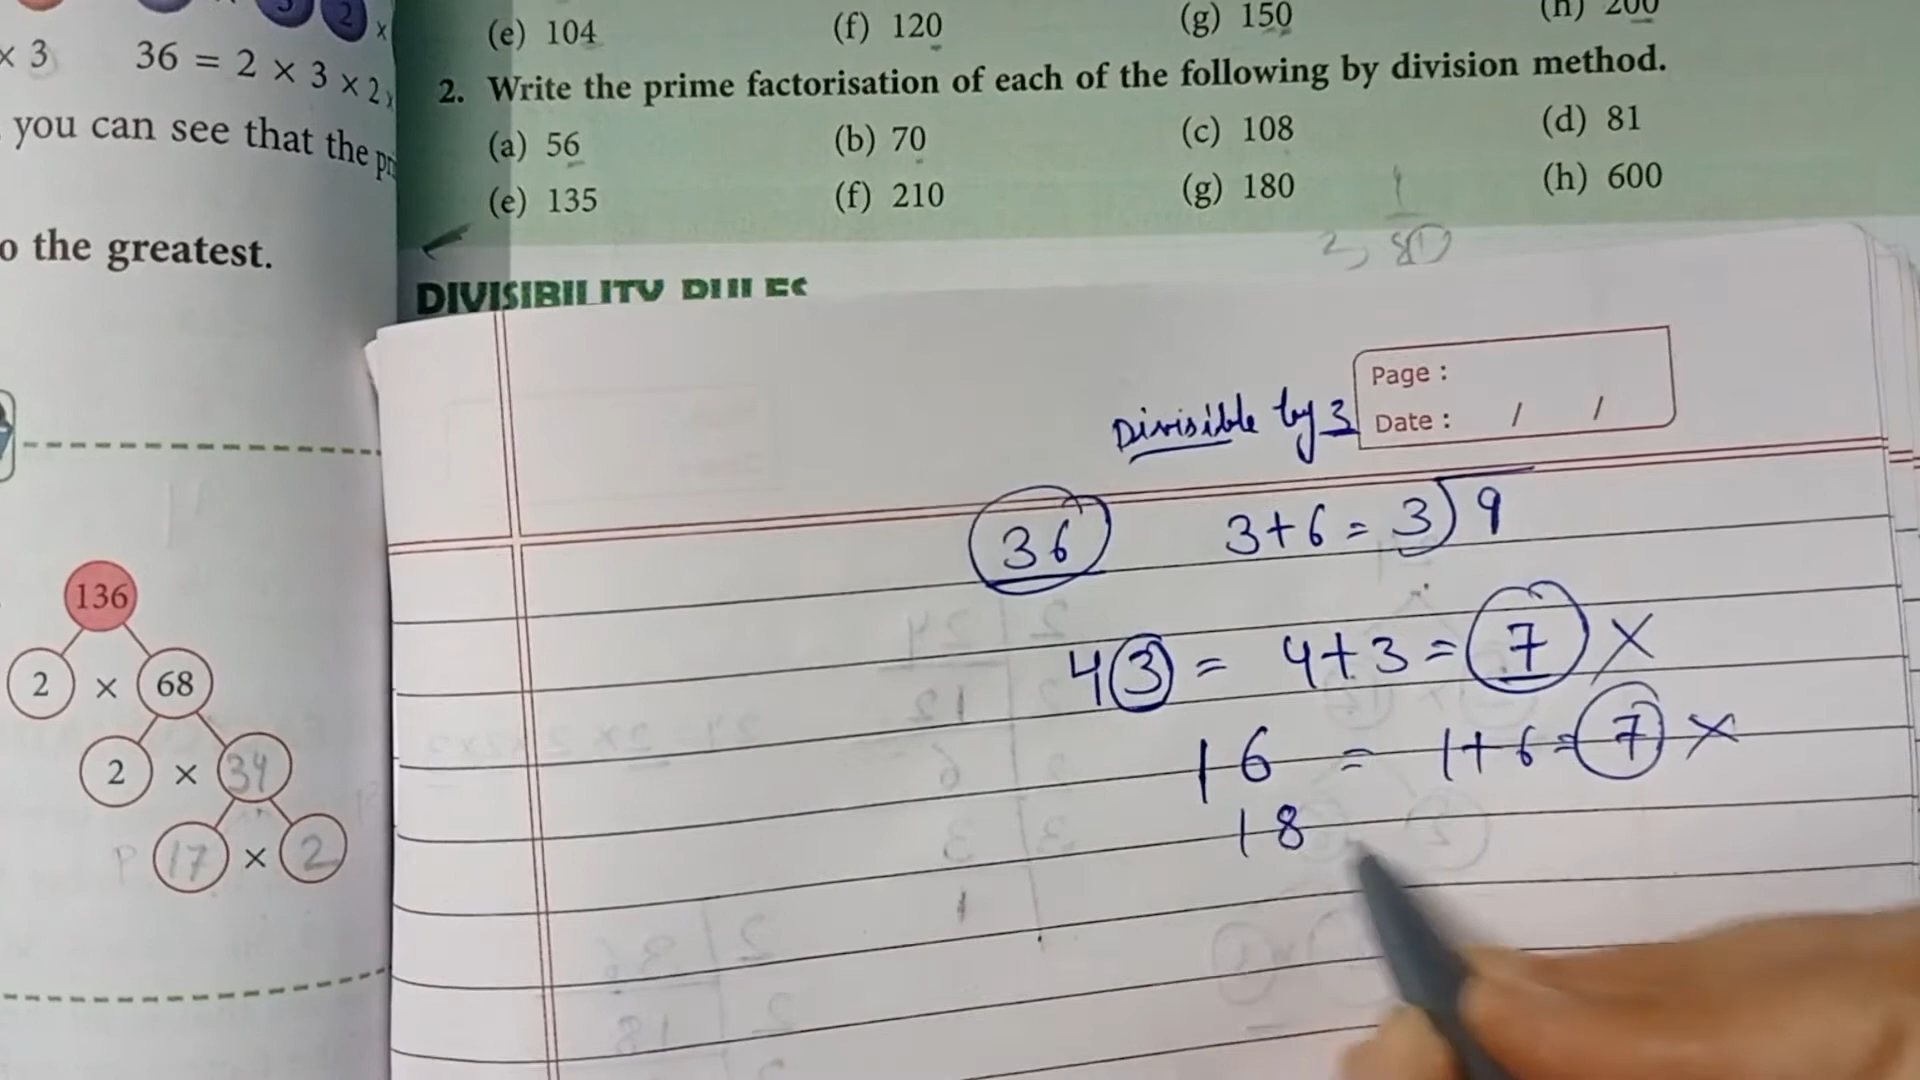 × 3 36 = 2 × 3 × 2
you can see that the
o the greatest.
136
2 × 68
2 × 34
P 17 × 2
(e) 104 (f) 120 (g) 150 (h) 200
2. Write the prime factorisation of each of the following by division method.
(a) 56 (b) 70 (c) 108 (d) 81
(e) 135 (f) 210 (g) 180 (h) 600
DIVISIBILITY RULES
Page :
Date : / /
Divisible by 3
36 3+6 = 3) 9
43 = 4+3 = 7 ×
16 = 1+6 = 7 ×
18